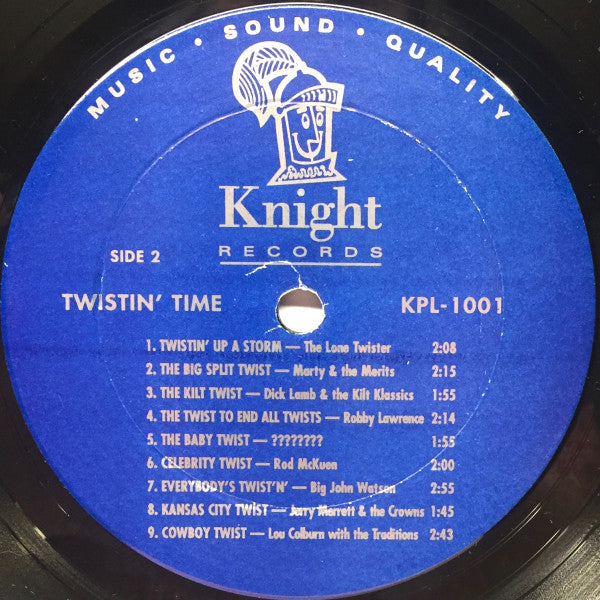 MUSIC • SOUND • QUALITY
Knight
RECORDS
SIDE 2
TWISTIN' TIME KPL-1001
1. TWISTIN' UP A STORM — The Lone Twister 2:08
2. THE BIG SPLIT TWIST — Marty & the Merits 2:15
3. THE KILT TWIST — Dick Lamb & the Kilt Klassics 1:55
4. THE TWIST TO END ALL TWISTS — Robby Lawrence 2:14
5. THE BABY TWIST — ???????? 1:55
6. CELEBRITY TWIST — Rod McKuen 2:00
7. EVERYBODY'S TWIST'N' — Big John Watson 2:55
8. KANSAS CITY TWIST — Jerry Merrett & the Crowns 1:45
9. COWBOY TWIST — Lou Colburn with the Traditions 2:43